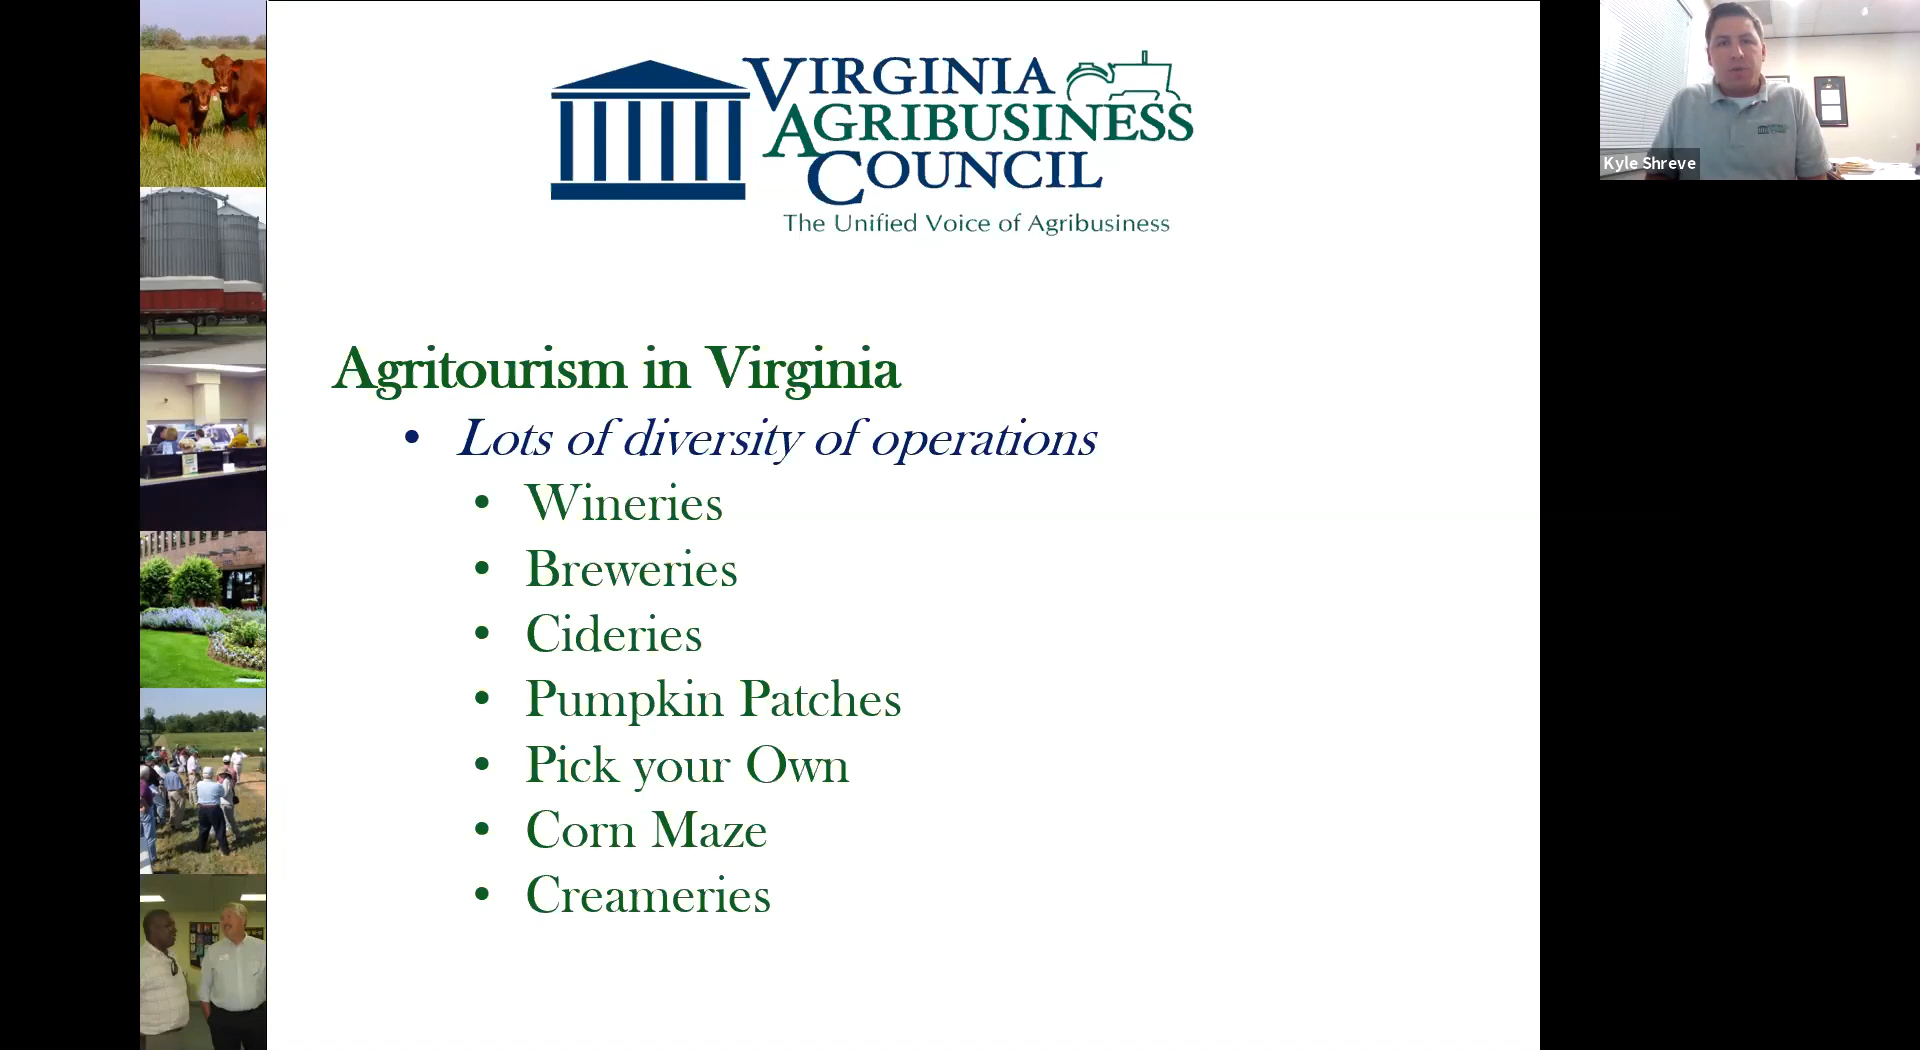 VIRGINIA
AGRIBUSINESS
COUNCIL
The Unified Voice of Agribusiness
Kyle Shreve
Agritourism in Virginia
• Lots of diversity of operations
• Wineries
• Breweries
• Cideries
• Pumpkin Patches
• Pick your Own
• Corn Maze
• Creameries